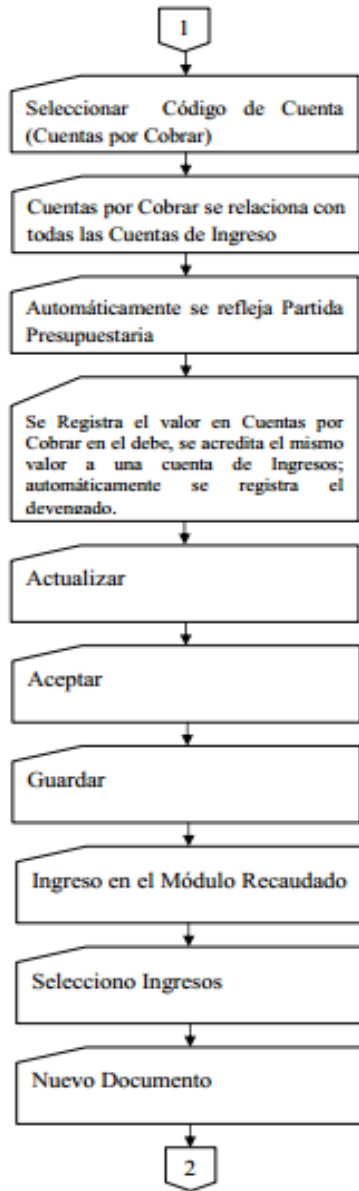 1
Seleccionar Código de Cuenta
(Cuentas por Cobrar)
Cuentas por Cobrar se relaciona con
todas las Cuentas de Ingreso
Automáticamente se refleja Partida
Presupuestaria
Se Registra el valor en Cuentas por
Cobrar en el debe, se acredita el mismo
valor a una cuenta de Ingresos;
automáticamente se registra el
devengado.
Actualizar
Aceptar
Guardar
Ingreso en el Módulo Recaudado
Selecciono Ingresos
Nuevo Documento
2